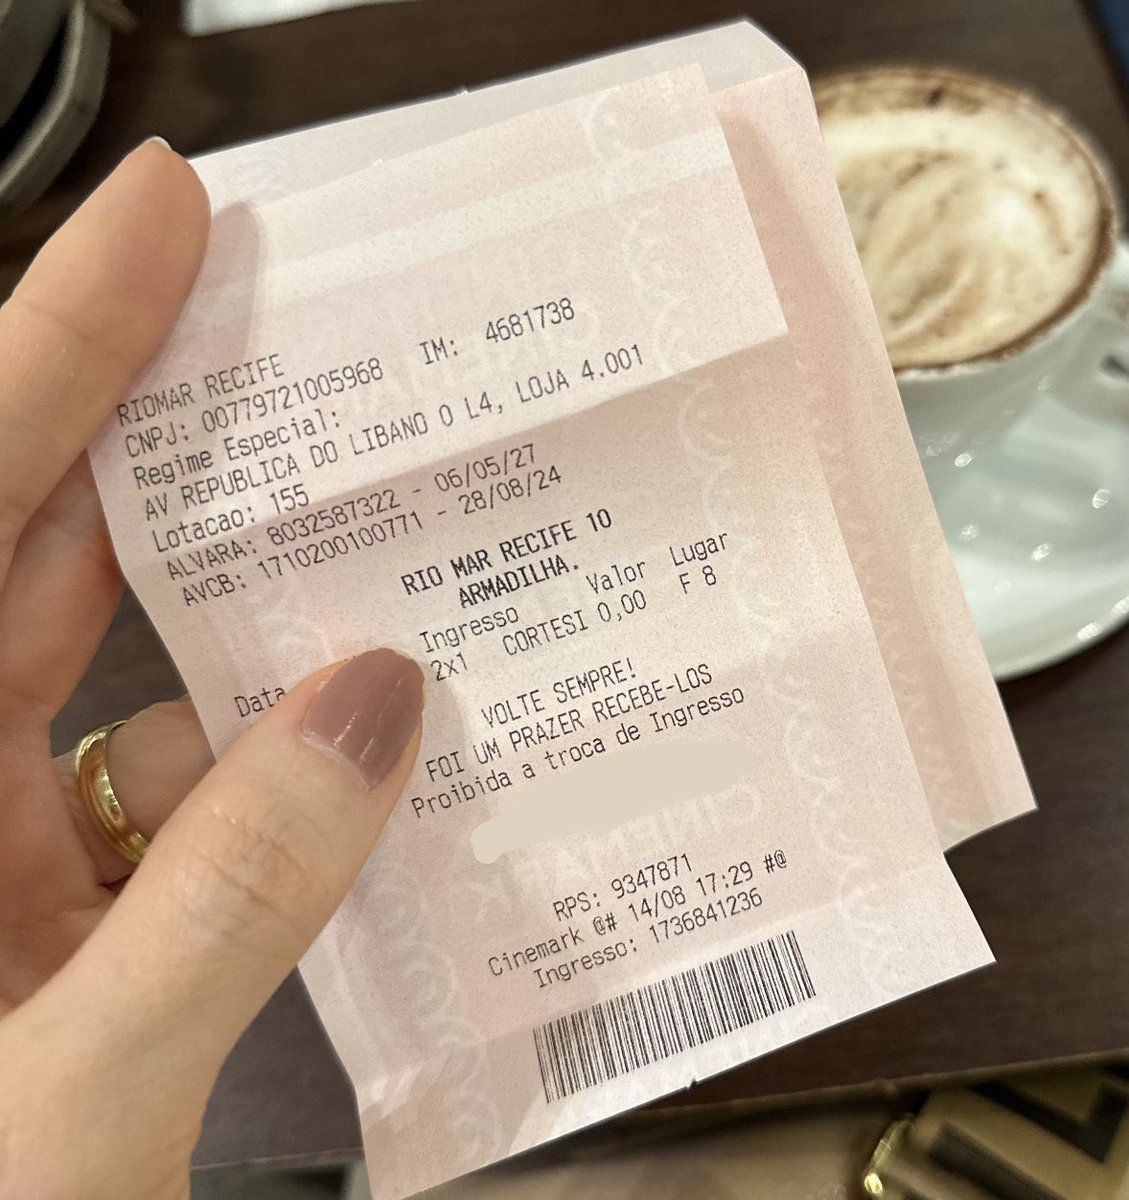 RIOMAR RECIFE
CNPJ: 00779721005968 IM: 4681738
Regime Especial:
AV REPUBLICA DO LIBANO 0 L4, LOJA 4.001
Lotacao: 155
ALVARA: 8032587322 - 06/05/27
AVCB: 1710200100771 - 28/08/24
RIO MAR RECIFE 10
ARMADILHA.
Data Ingresso Valor Lugar
2x1 CORTESI 0,00 F 8
VOLTE SEMPRE!
FOI UM PRAZER RECEBE-LOS
Proibida a troca de Ingresso
CINEMARK
RPS: 9347871
Cinemark @# 14/08 17:29 #@
Ingresso: 1736841236